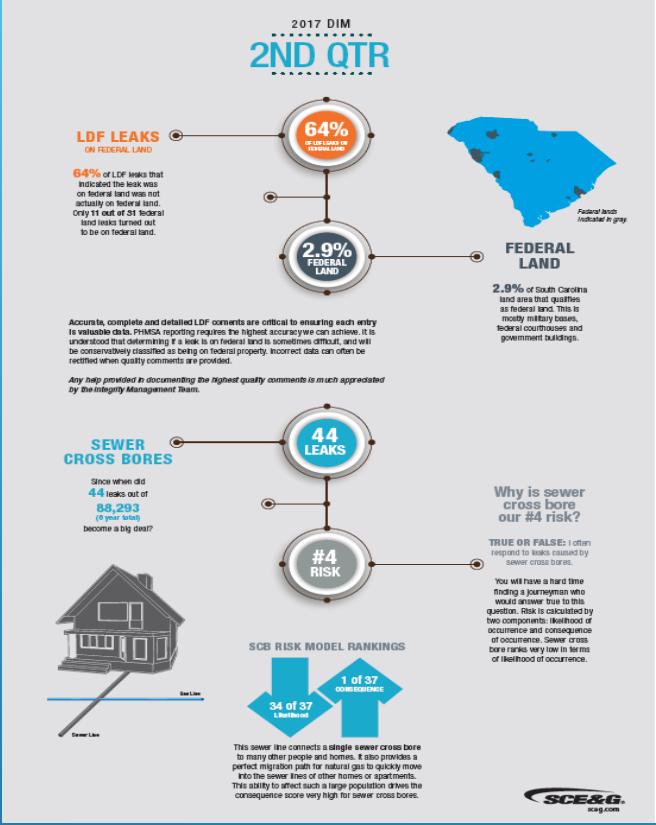 2017 DIM
2ND QTR
LDF LEAKS
ON FEDERAL LAND
64% of LDF leaks that
indicated the leak was
on federal land was not
actually on federal land.
Only 11 out of 31 federal
land leaks turned out
to be on federal land.
64%
OF LDF LEAKS ON
FEDERAL LAND
Federal lands
indicated in gray.
2.9%
FEDERAL
LAND
FEDERAL
LAND
2.9% of South Carolina
land area that qualifies
as federal land. This is
mostly military bases,
federal courthouses and
government buildings.
Accurate, complete and detailed LDF coments are critical to ensuring each entry
is valuable data. PHMSA reporting requires the highest accuracy we can achieve. It is
understood that determining if a leak is on federal land is sometimes difficult, and will
be conservatively classified as being on federal property. Incorrect data can often be
rectified when quality comments are provided.
Any help provided in documenting the highest quality comments is much appreciated
by the Integrity Management Team.
SEWER
CROSS BORES
Since when did
44 leaks out of
88,293
(6 year total)
become a big deal?
44
LEAKS
#4
RISK
Why is sewer
cross bore
our #4 risk?
TRUE OR FALSE: I often
respond to leaks caused by
sewer cross bores.
You will have a hard time
finding a journeyman who
would answer true to this
question. Risk is calculated by
two components: likelihood of
occurrence and consequence
of occurrence. Sewer cross
bore ranks very low in terms
of likelihood of occurrence.
Gas Line
Sewer Line
SCB RISK MODEL RANKINGS
34 of 37
Likelihood
1 of 37
CONSEQUENCE
This sewer line connects a single sewer cross bore
to many other people and homes. It also provides a
perfect migration path for natural gas to quickly move
into the sewer lines of other homes or apartments.
This ability to affect such a large population drives the
consequence score very high for sewer cross bores.
SCE&G
sceg.com